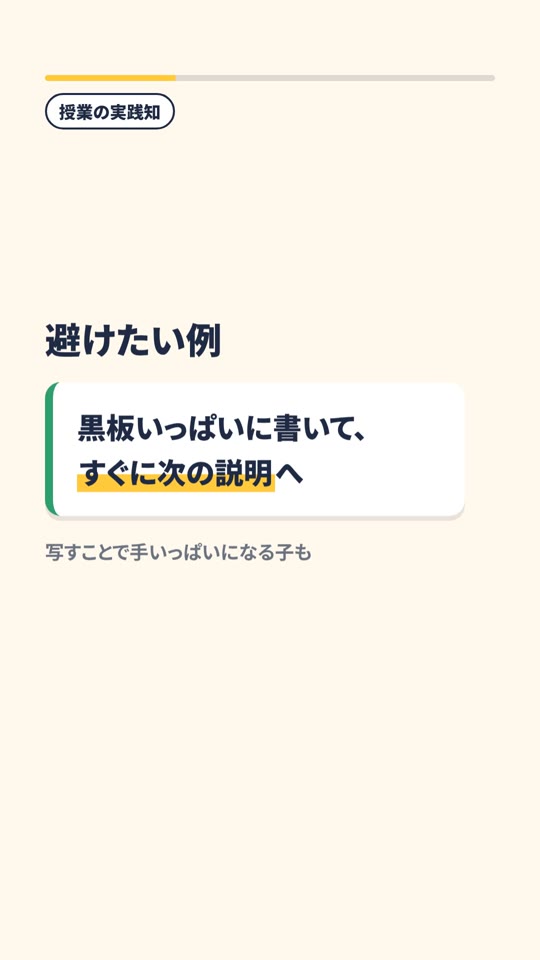 授業の実践知
避けたい例
黒板いっぱいに書いて、
すぐに次の説明へ
写すことで手いっぱいになる子も